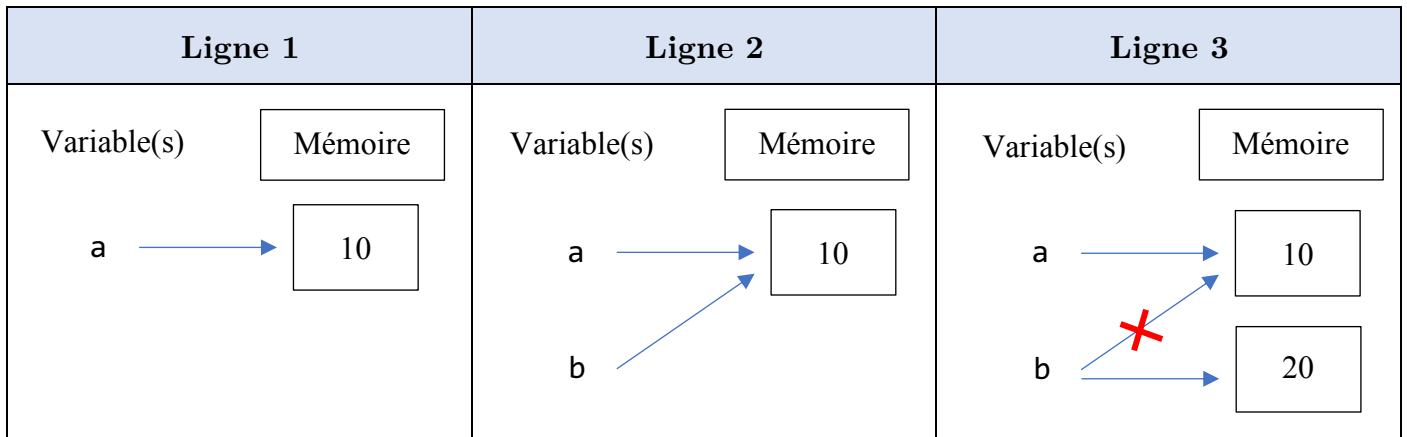 Ligne 1
Ligne 2
Ligne 3
Variable(s) Mémoire
a 10
Variable(s) Mémoire
a 10
b
Variable(s) Mémoire
a 10
b 20